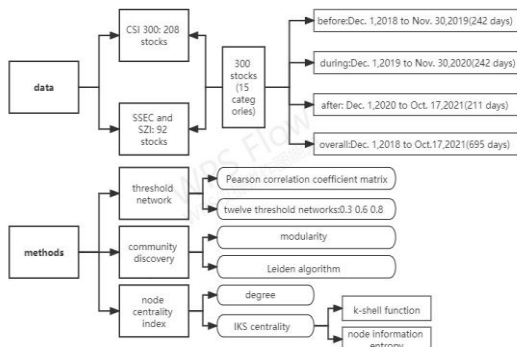 CSI 300: 208
stocks
data
SSEC and
SZI: 92
stocks
300
stocks
(15
categ
ories)
before:Dec. 1,2018 to Nov. 30,2019(242 days)
during:Dec. 1,2019 to Nov. 30,2020(242 days)
after: Dec. 1,2020 to Oct. 17,2021(211 days)
overall:Dec. 1,2018 to Oct.17,2021(695 days)
WPS Flow
methods
threshold
network
Pearson correlation coefficient matrix
twelve threshold networks:0.3 0.6 0.8
community
discovery
modularity
Leiden algorithm
node
centrality
index
degree
IKS centrality
k-shell function
node information
entropy